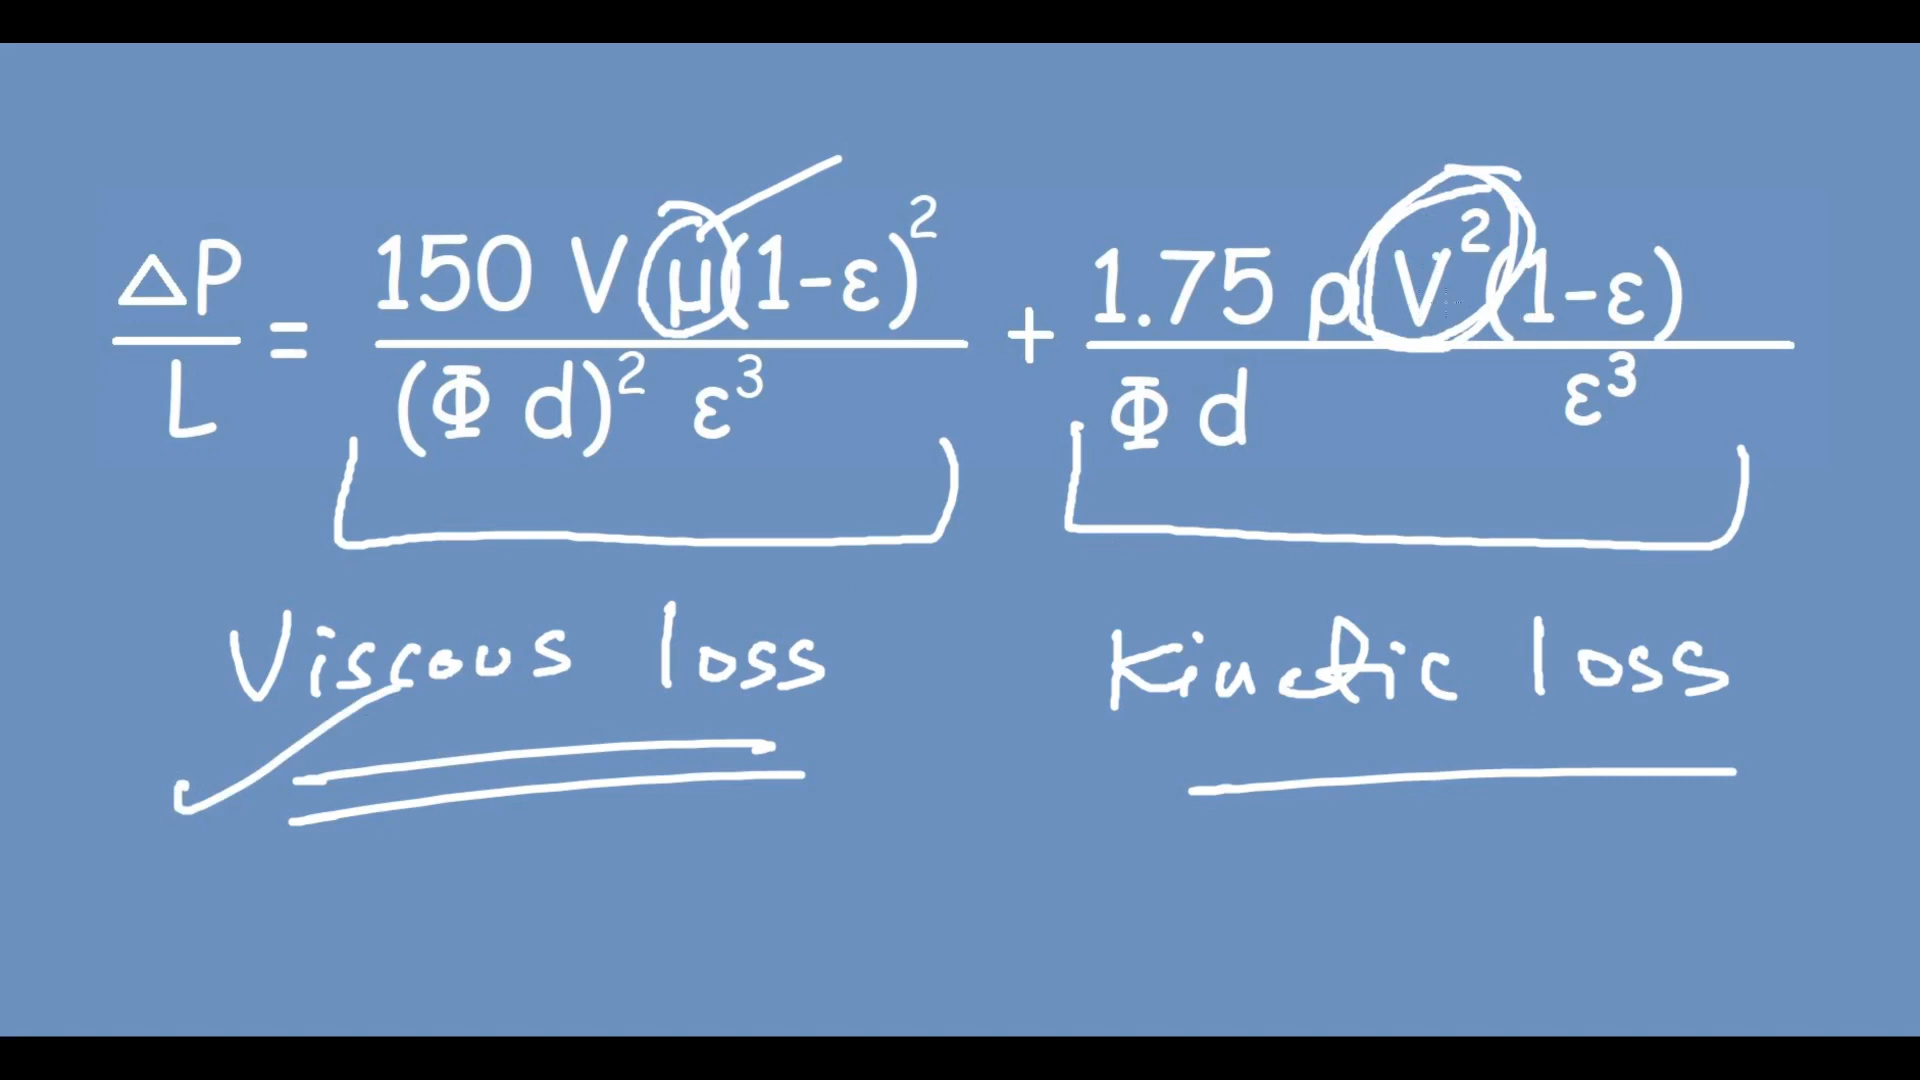 ΔP/L = 150 V μ (1-ε)² / (Φ d)² ε³ + 1.75 ρ V² (1-ε) / Φ d ε³
Viscous loss Kinetic loss